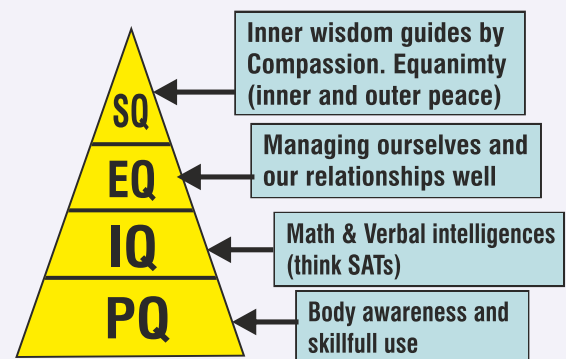 Inner wisdom guides by
Compassion. Equanimty
(inner and outer peace)
SQ
Managing ourselves and
our relationships well
EQ
Math & Verbal intelligences
(think SATs)
IQ
Body awareness and
skillfull use
PQ